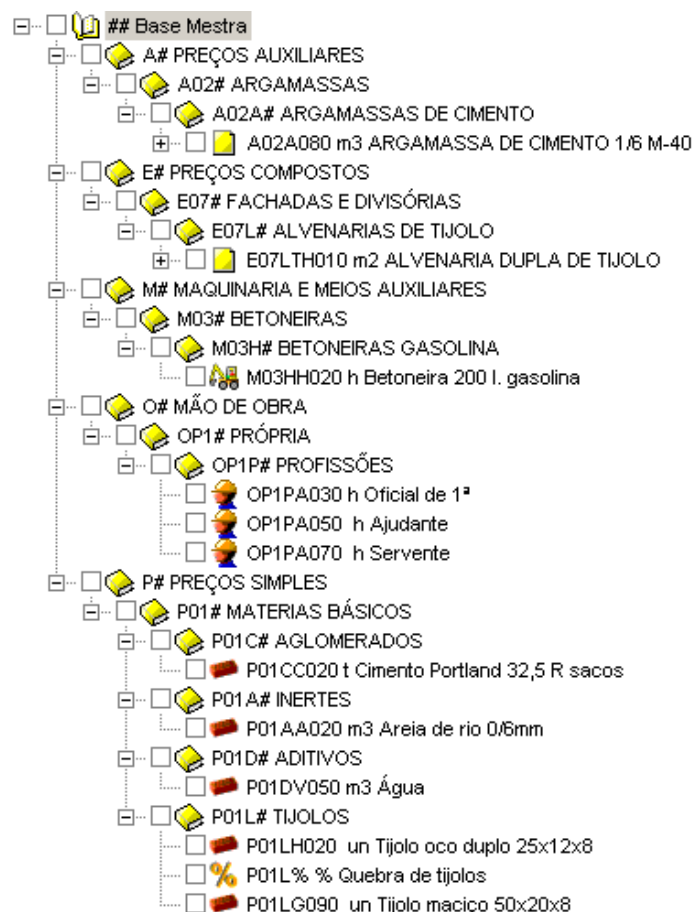 ## Base Mestra
A# PREÇOS AUXILIARES
A02# ARGAMASSAS
A02A# ARGAMASSAS DE CIMENTO
A02A080 m3 ARGAMASSA DE CIMENTO 1/6 M-40
E# PREÇOS COMPOSTOS
E07# FACHADAS E DIVISÓRIAS
E07L# ALVENARIAS DE TIJOLO
E07LTH010 m2 ALVENARIA DUPLA DE TIJOLO
M# MAQUINARIA E MEIOS AUXILIARES
M03# BETONEIRAS
M03H# BETONEIRAS GASOLINA
M03HH020 h Betoneira 200 l. gasolina
O# MÃO DE OBRA
OP1# PRÓPRIA
OP1P# PROFISSÕES
OP1PA030 h Oficial de 1ª
OP1PA050 h Ajudante
OP1PA070 h Servente
P# PREÇOS SIMPLES
P01# MATERIAS BÁSICOS
P01C# AGLOMERADOS
P01CC020 t Cimento Portland 32,5 R sacos
P01A# INERTES
P01AA020 m3 Areia de rio 0/6mm
P01D# ADITIVOS
P01DV050 m3 Água
P01L# TIJOLOS
P01LH020 un Tijolo oco duplo 25x12x8
% P01L% % Quebra de tijolos
P01LG090 un Tijolo macico 50x20x8